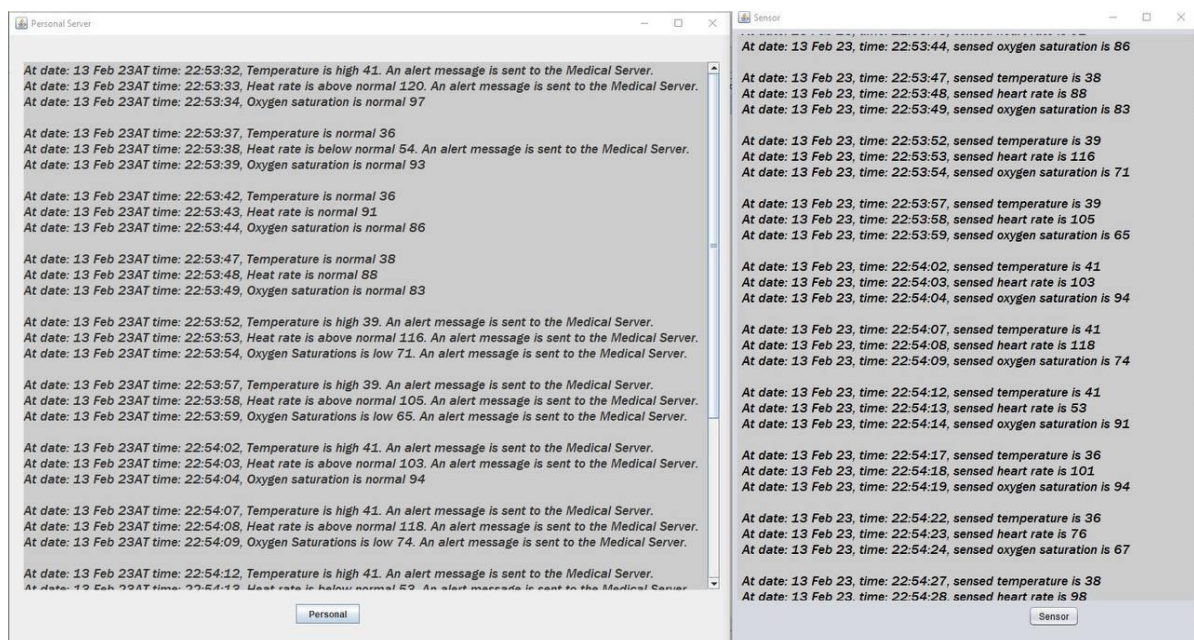 Personal Server
At date: 13 Feb 23AT time: 22:53:32, Temperature is high 41. An alert message is sent to the Medical Server.
At date: 13 Feb 23AT time: 22:53:33, Heat rate is above normal 120. An alert message is sent to the Medical Server.
At date: 13 Feb 23AT time: 22:53:34, Oxygen saturation is normal 97
At date: 13 Feb 23AT time: 22:53:37, Temperature is normal 36
At date: 13 Feb 23AT time: 22:53:38, Heat rate is below normal 54. An alert message is sent to the Medical Server.
At date: 13 Feb 23AT time: 22:53:39, Oxygen saturation is normal 93
At date: 13 Feb 23AT time: 22:53:42, Temperature is normal 36
At date: 13 Feb 23AT time: 22:53:43, Heat rate is normal 91
At date: 13 Feb 23AT time: 22:53:44, Oxygen saturation is normal 86
At date: 13 Feb 23AT time: 22:53:47, Temperature is normal 38
At date: 13 Feb 23AT time: 22:53:48, Heat rate is normal 88
At date: 13 Feb 23AT time: 22:53:49, Oxygen saturation is normal 83
At date: 13 Feb 23AT time: 22:53:52, Temperature is high 39. An alert message is sent to the Medical Server.
At date: 13 Feb 23AT time: 22:53:53, Heat rate is above normal 116. An alert message is sent to the Medical Server.
At date: 13 Feb 23AT time: 22:53:54, Oxygen Saturations is low 71. An alert message is sent to the Medical Server.
At date: 13 Feb 23AT time: 22:53:57, Temperature is high 39. An alert message is sent to the Medical Server.
At date: 13 Feb 23AT time: 22:53:58, Heat rate is above normal 105. An alert message is sent to the Medical Server.
At date: 13 Feb 23AT time: 22:53:59, Oxygen Saturations is low 65. An alert message is sent to the Medical Server.
At date: 13 Feb 23AT time: 22:54:02, Temperature is high 41. An alert message is sent to the Medical Server.
At date: 13 Feb 23AT time: 22:54:03, Heat rate is above normal 103. An alert message is sent to the Medical Server.
At date: 13 Feb 23AT time: 22:54:04, Oxygen saturation is normal 94
At date: 13 Feb 23AT time: 22:54:07, Temperature is high 41. An alert message is sent to the Medical Server.
At date: 13 Feb 23AT time: 22:54:08, Heat rate is above normal 118. An alert message is sent to the Medical Server.
At date: 13 Feb 23AT time: 22:54:09, Oxygen Saturations is low 74. An alert message is sent to the Medical Server.
At date: 13 Feb 23AT time: 22:54:12, Temperature is high 41. An alert message is sent to the Medical Server.
At date: 13 Feb 23AT time: 22:54:13, Heat rate is below normal 53. An alert message is sent to the Medical Server.
Personal
Sensor
At date: 13 Feb 23, time: 22:53:44, sensed oxygen saturation is 86
At date: 13 Feb 23, time: 22:53:47, sensed temperature is 38
At date: 13 Feb 23, time: 22:53:48, sensed heart rate is 88
At date: 13 Feb 23, time: 22:53:49, sensed oxygen saturation is 83
At date: 13 Feb 23, time: 22:53:52, sensed temperature is 39
At date: 13 Feb 23, time: 22:53:53, sensed heart rate is 116
At date: 13 Feb 23, time: 22:53:54, sensed oxygen saturation is 71
At date: 13 Feb 23, time: 22:53:57, sensed temperature is 39
At date: 13 Feb 23, time: 22:53:58, sensed heart rate is 105
At date: 13 Feb 23, time: 22:53:59, sensed oxygen saturation is 65
At date: 13 Feb 23, time: 22:54:02, sensed temperature is 41
At date: 13 Feb 23, time: 22:54:03, sensed heart rate is 103
At date: 13 Feb 23, time: 22:54:04, sensed oxygen saturation is 94
At date: 13 Feb 23, time: 22:54:07, sensed temperature is 41
At date: 13 Feb 23, time: 22:54:08, sensed heart rate is 118
At date: 13 Feb 23, time: 22:54:09, sensed oxygen saturation is 74
At date: 13 Feb 23, time: 22:54:12, sensed temperature is 41
At date: 13 Feb 23, time: 22:54:13, sensed heart rate is 53
At date: 13 Feb 23, time: 22:54:14, sensed oxygen saturation is 91
At date: 13 Feb 23, time: 22:54:17, sensed temperature is 36
At date: 13 Feb 23, time: 22:54:18, sensed heart rate is 101
At date: 13 Feb 23, time: 22:54:19, sensed oxygen saturation is 94
At date: 13 Feb 23, time: 22:54:22, sensed temperature is 36
At date: 13 Feb 23, time: 22:54:23, sensed heart rate is 76
At date: 13 Feb 23, time: 22:54:24, sensed oxygen saturation is 67
At date: 13 Feb 23, time: 22:54:27, sensed temperature is 38
At date: 13 Feb 23, time: 22:54:28, sensed heart rate is 98
Sensor